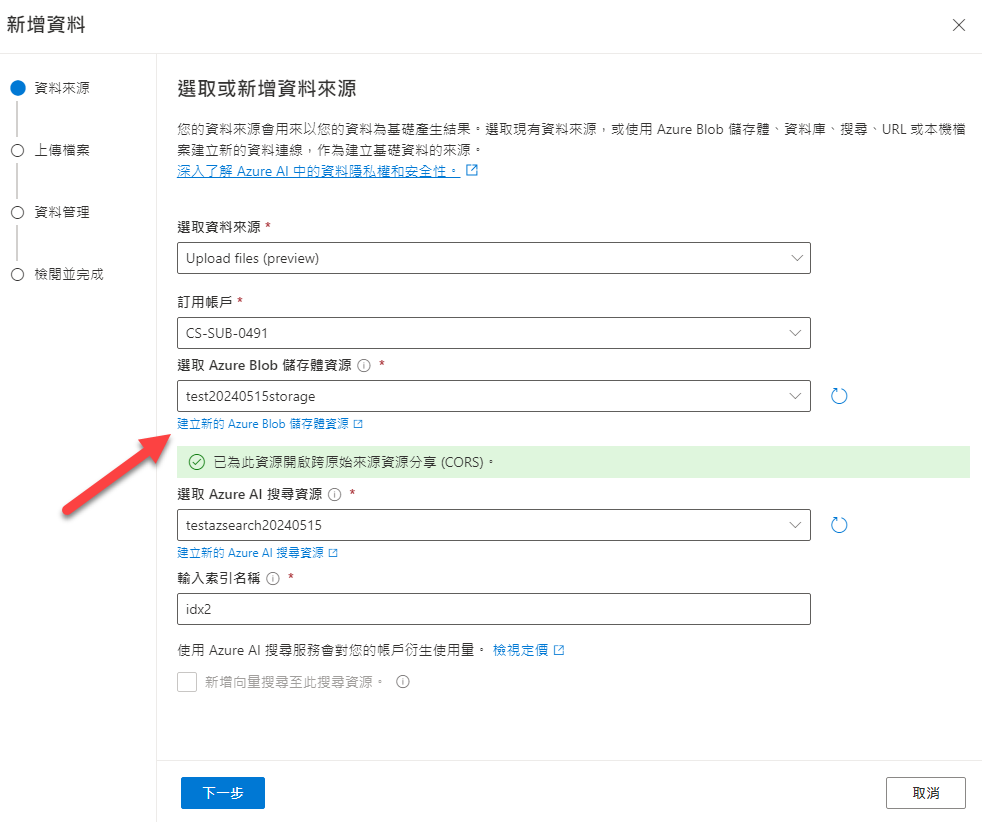 新增資料
資料來源
上傳檔案
資料管理
檢閱並完成
選取或新增資料來源
您的資料來源會用來以您的資料為基礎產生結果。選取現有資料來源，或使用 Azure Blob 儲存體、資料庫、搜尋、URL 或本機檔
案建立新的資料連線，作為建立基礎資料的來源。
深入了解 Azure AI 中的資料隱私權和安全性。
選取資料來源 *
Upload files (preview)
訂用帳戶 *
CS-SUB-0491
選取 Azure Blob 儲存體資源 *
test20240515storage
建立新的 Azure Blob 儲存體資源
已為此資源開啟跨原始來源資源分享 (CORS)。
選取 Azure AI 搜尋資源 *
testazsearch20240515
建立新的 Azure AI 搜尋資源
輸入索引名稱 *
idx2
使用 Azure AI 搜尋服務會對您的帳戶衍生使用量。 檢視定價
新增向量搜尋至此搜尋資源。
下一步
取消